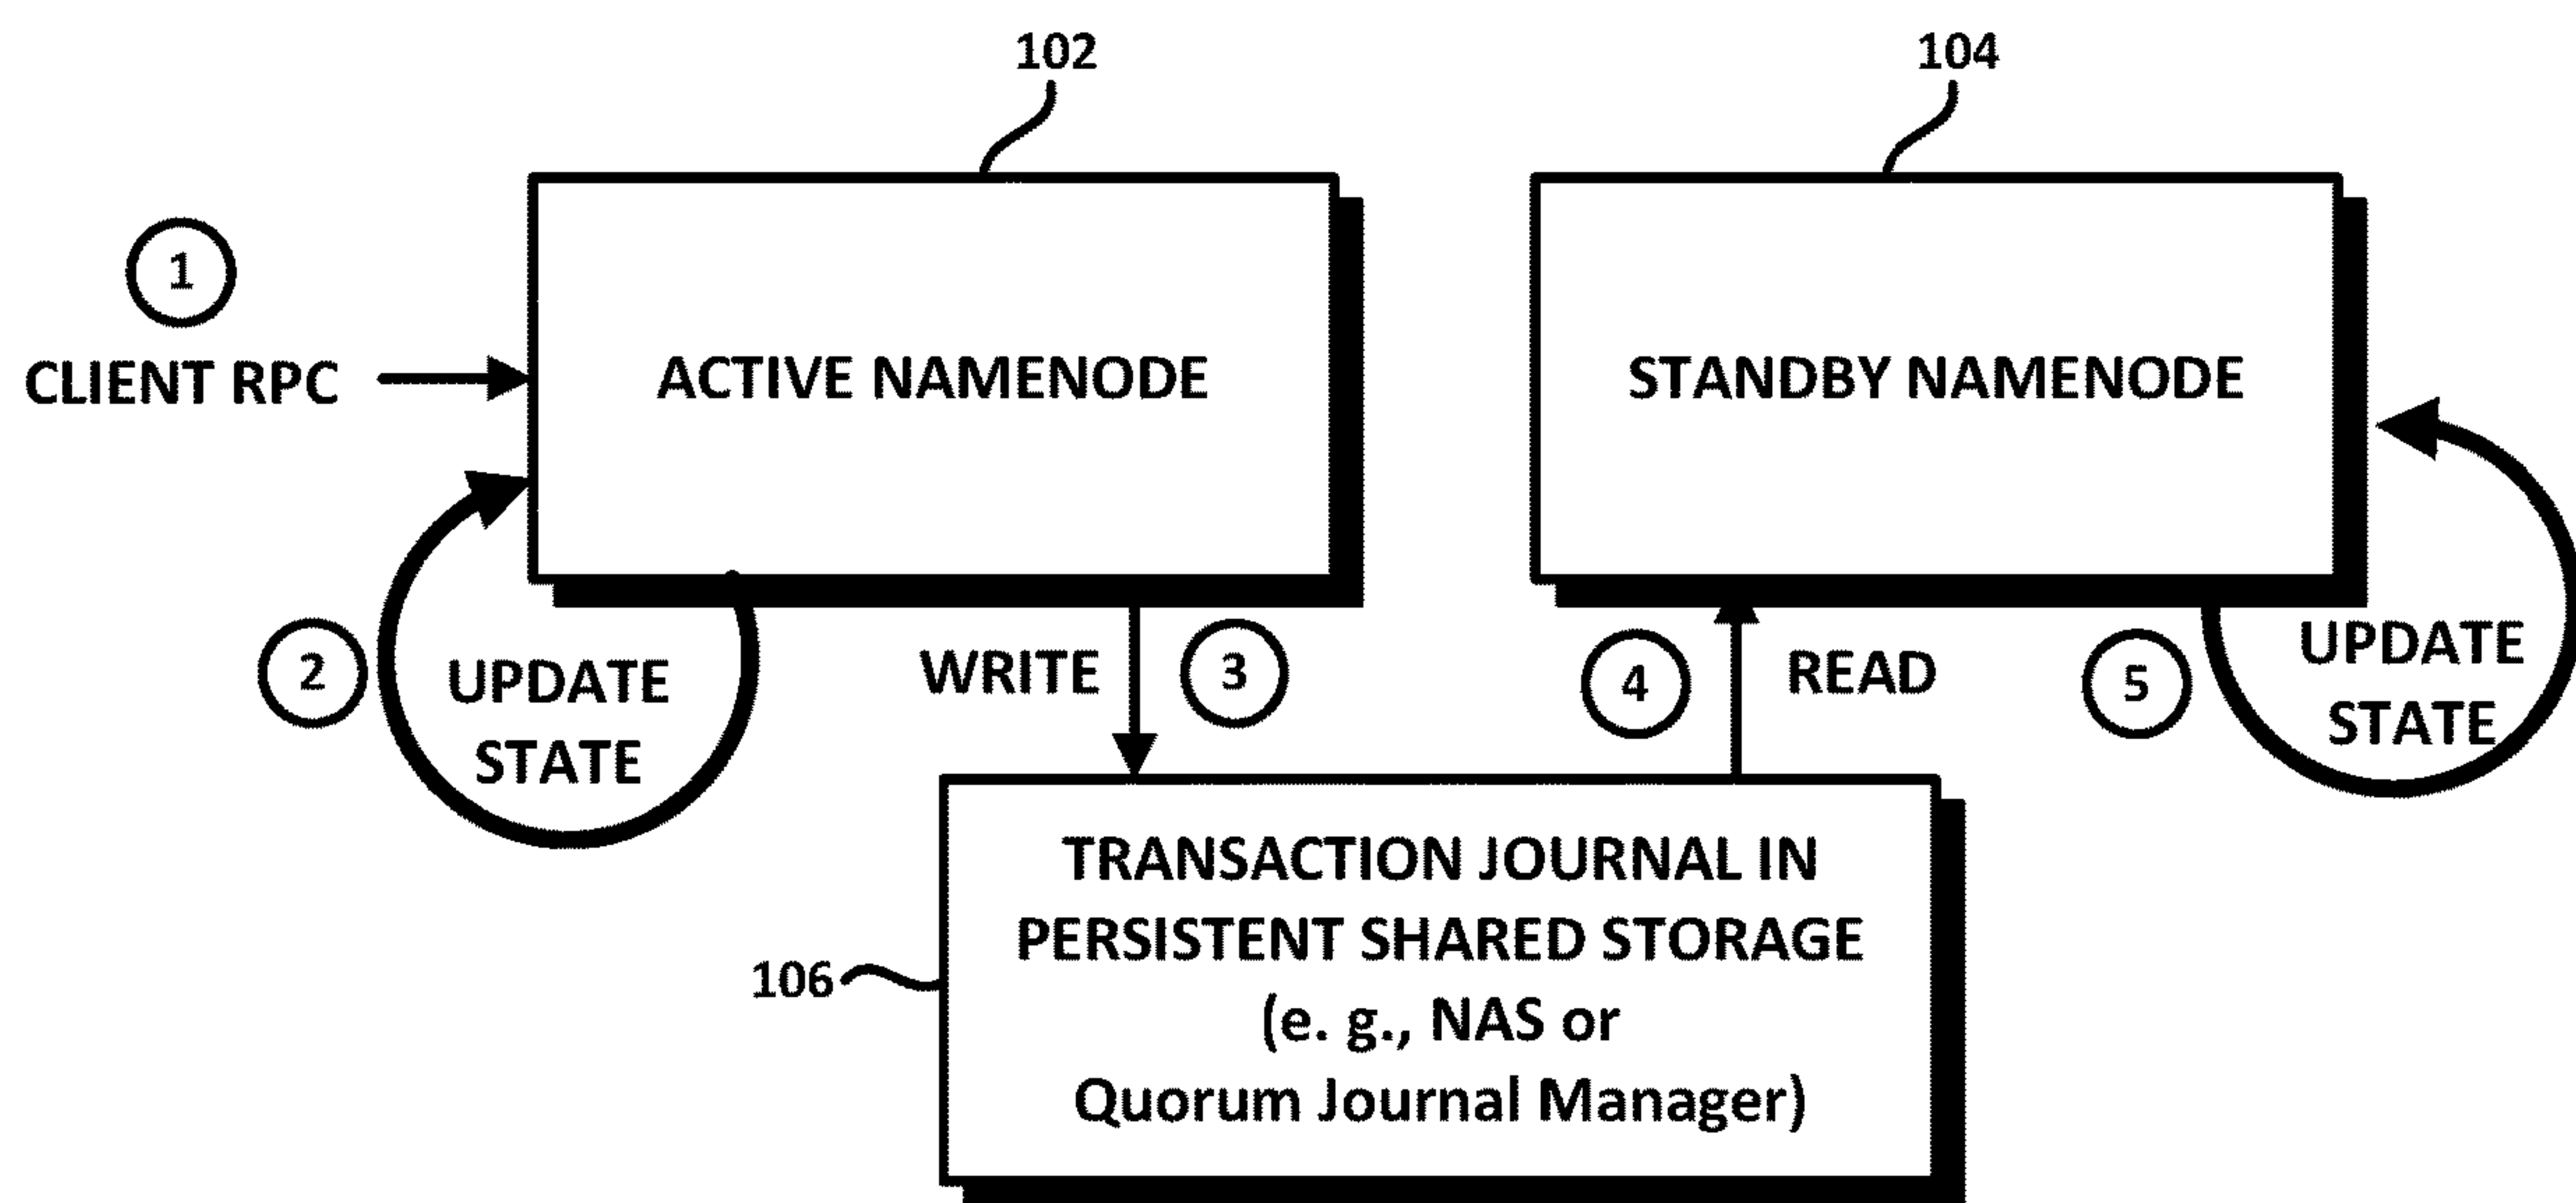 102
104
1
CLIENT RPC
ACTIVE NAMENODE
STANDBY NAMENODE
2
UPDATE
STATE
WRITE
3
4
READ
5
UPDATE
STATE
106
TRANSACTION JOURNAL IN
PERSISTENT SHARED STORAGE
(e. g., NAS or
Quorum Journal Manager)